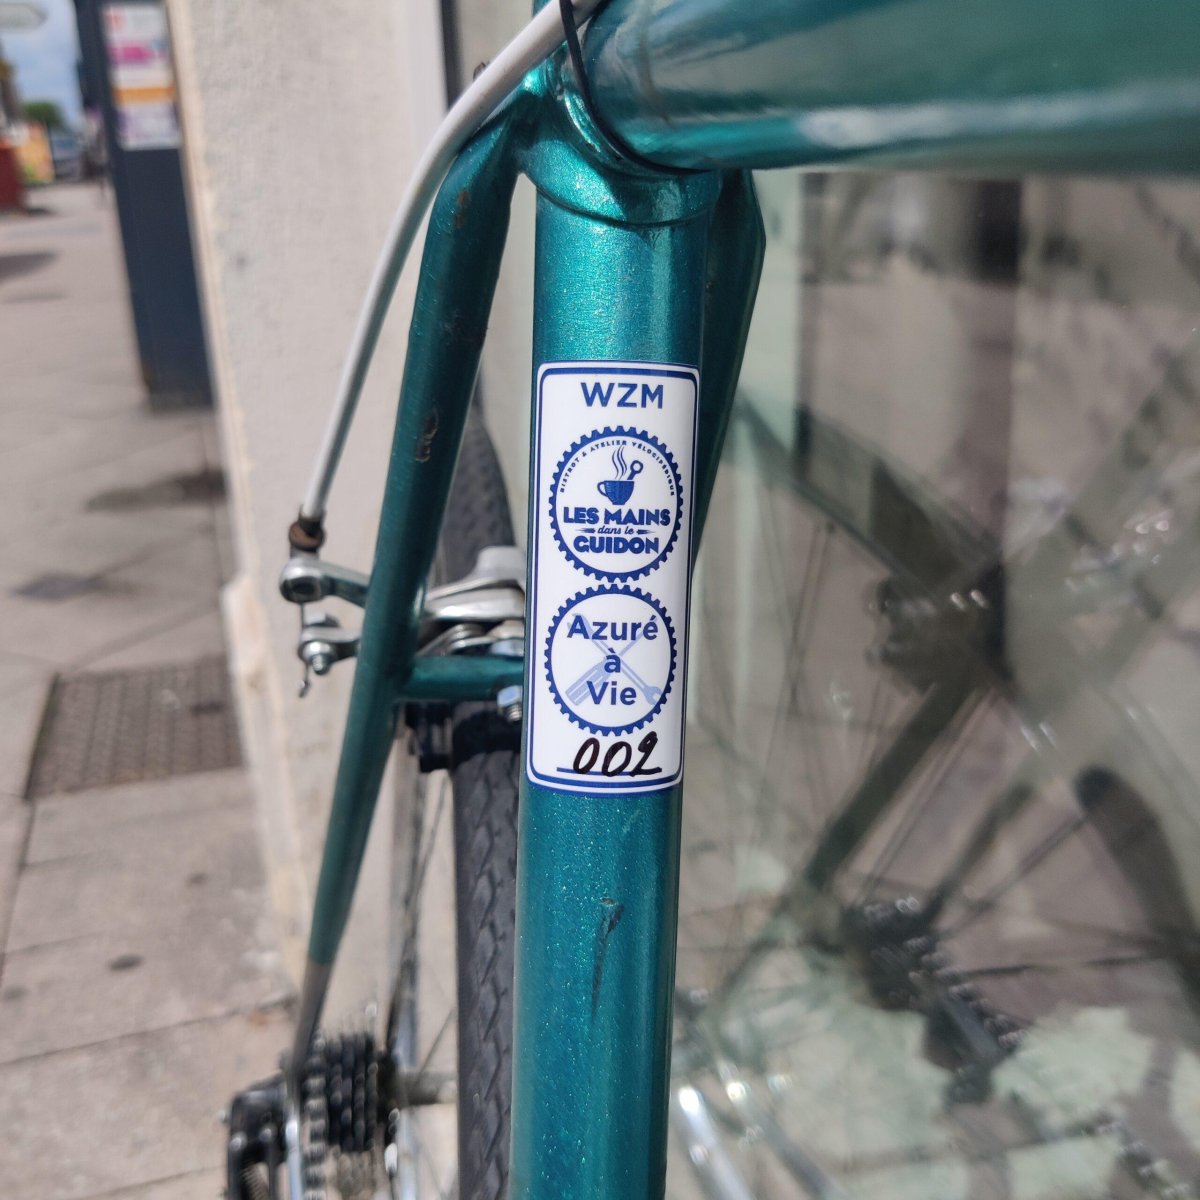 WZM
BISTROT & ATELIER VÉLOCIPÉDIQUE
LES MAINS
dans le
GUIDON
Azuré
à
Vie
002